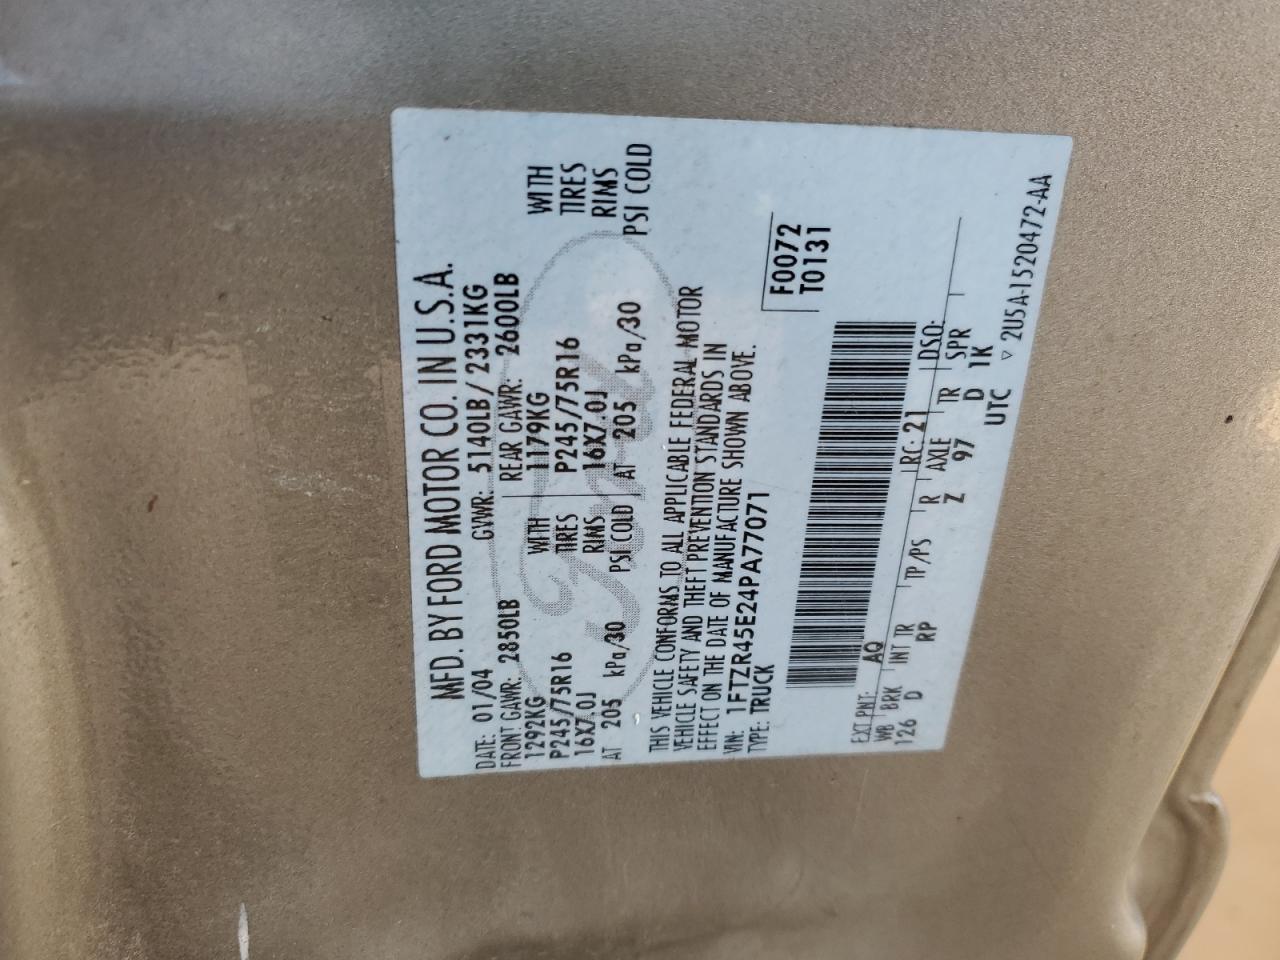 MFD. BY FORD MOTOR CO. IN U.S.A.
DATE: 01/04 GVWR: 5140LB/ 2331KG
FRONT GAWR: 2850LB REAR GAWR: 2600LB
1292KG WITH 1179KG WITH
P245/75R16 TIRES P245/75R16 TIRES
16X7.0J RIMS 16X7.0J RIMS
AT 205 kPa/30 PSI COLD AT 205 kPa/30 PSI COLD
THIS VEHICLE CONFORMS TO ALL APPLICABLE FEDERAL MOTOR
VEHICLE SAFETY AND THEFT PREVENTION STANDARDS IN
EFFECT ON THE DATE OF MANUFACTURE SHOWN ABOVE.
VIN: 1FTZR45E24PA77071
TYPE: TRUCK
F0072
T0131
EXT PNT: AQ RC: 21 DSO:
WB BRK INT TR TP/PS R AXLE TR SPR
126 D RP Z 97 D 1K
UTC ▽ 2U5A-1520472-AA
Ford